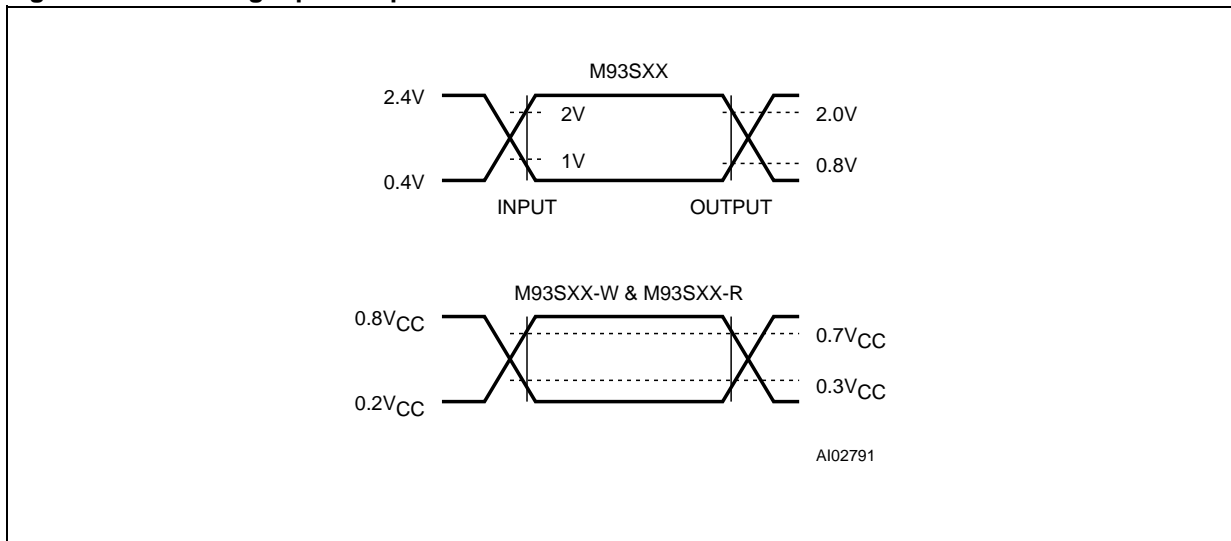 M93SXX
2.4V
2V
2.0V
1V
0.8V
0.4V
INPUT OUTPUT
M93SXX-W & M93SXX-R
0.8VCC
0.7VCC
0.3VCC
0.2VCC
AI02791